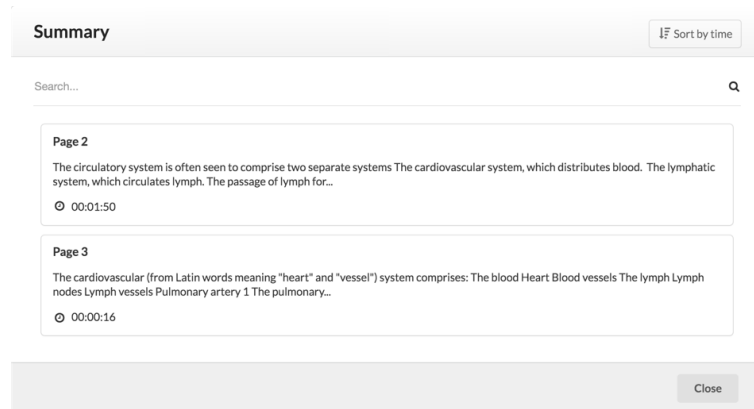 Summary
Sort by time
Search...
Page 2
The circulatory system is often seen to comprise two separate systems The cardiovascular system, which distributes blood.  The lymphatic
system, which circulates lymph. The passage of lymph for...
00:01:50
Page 3
The cardiovascular (from Latin words meaning "heart" and "vessel") system comprises: The blood Heart Blood vessels The lymph Lymph
nodes Lymph vessels Pulmonary artery 1 The pulmonary...
00:00:16
Close